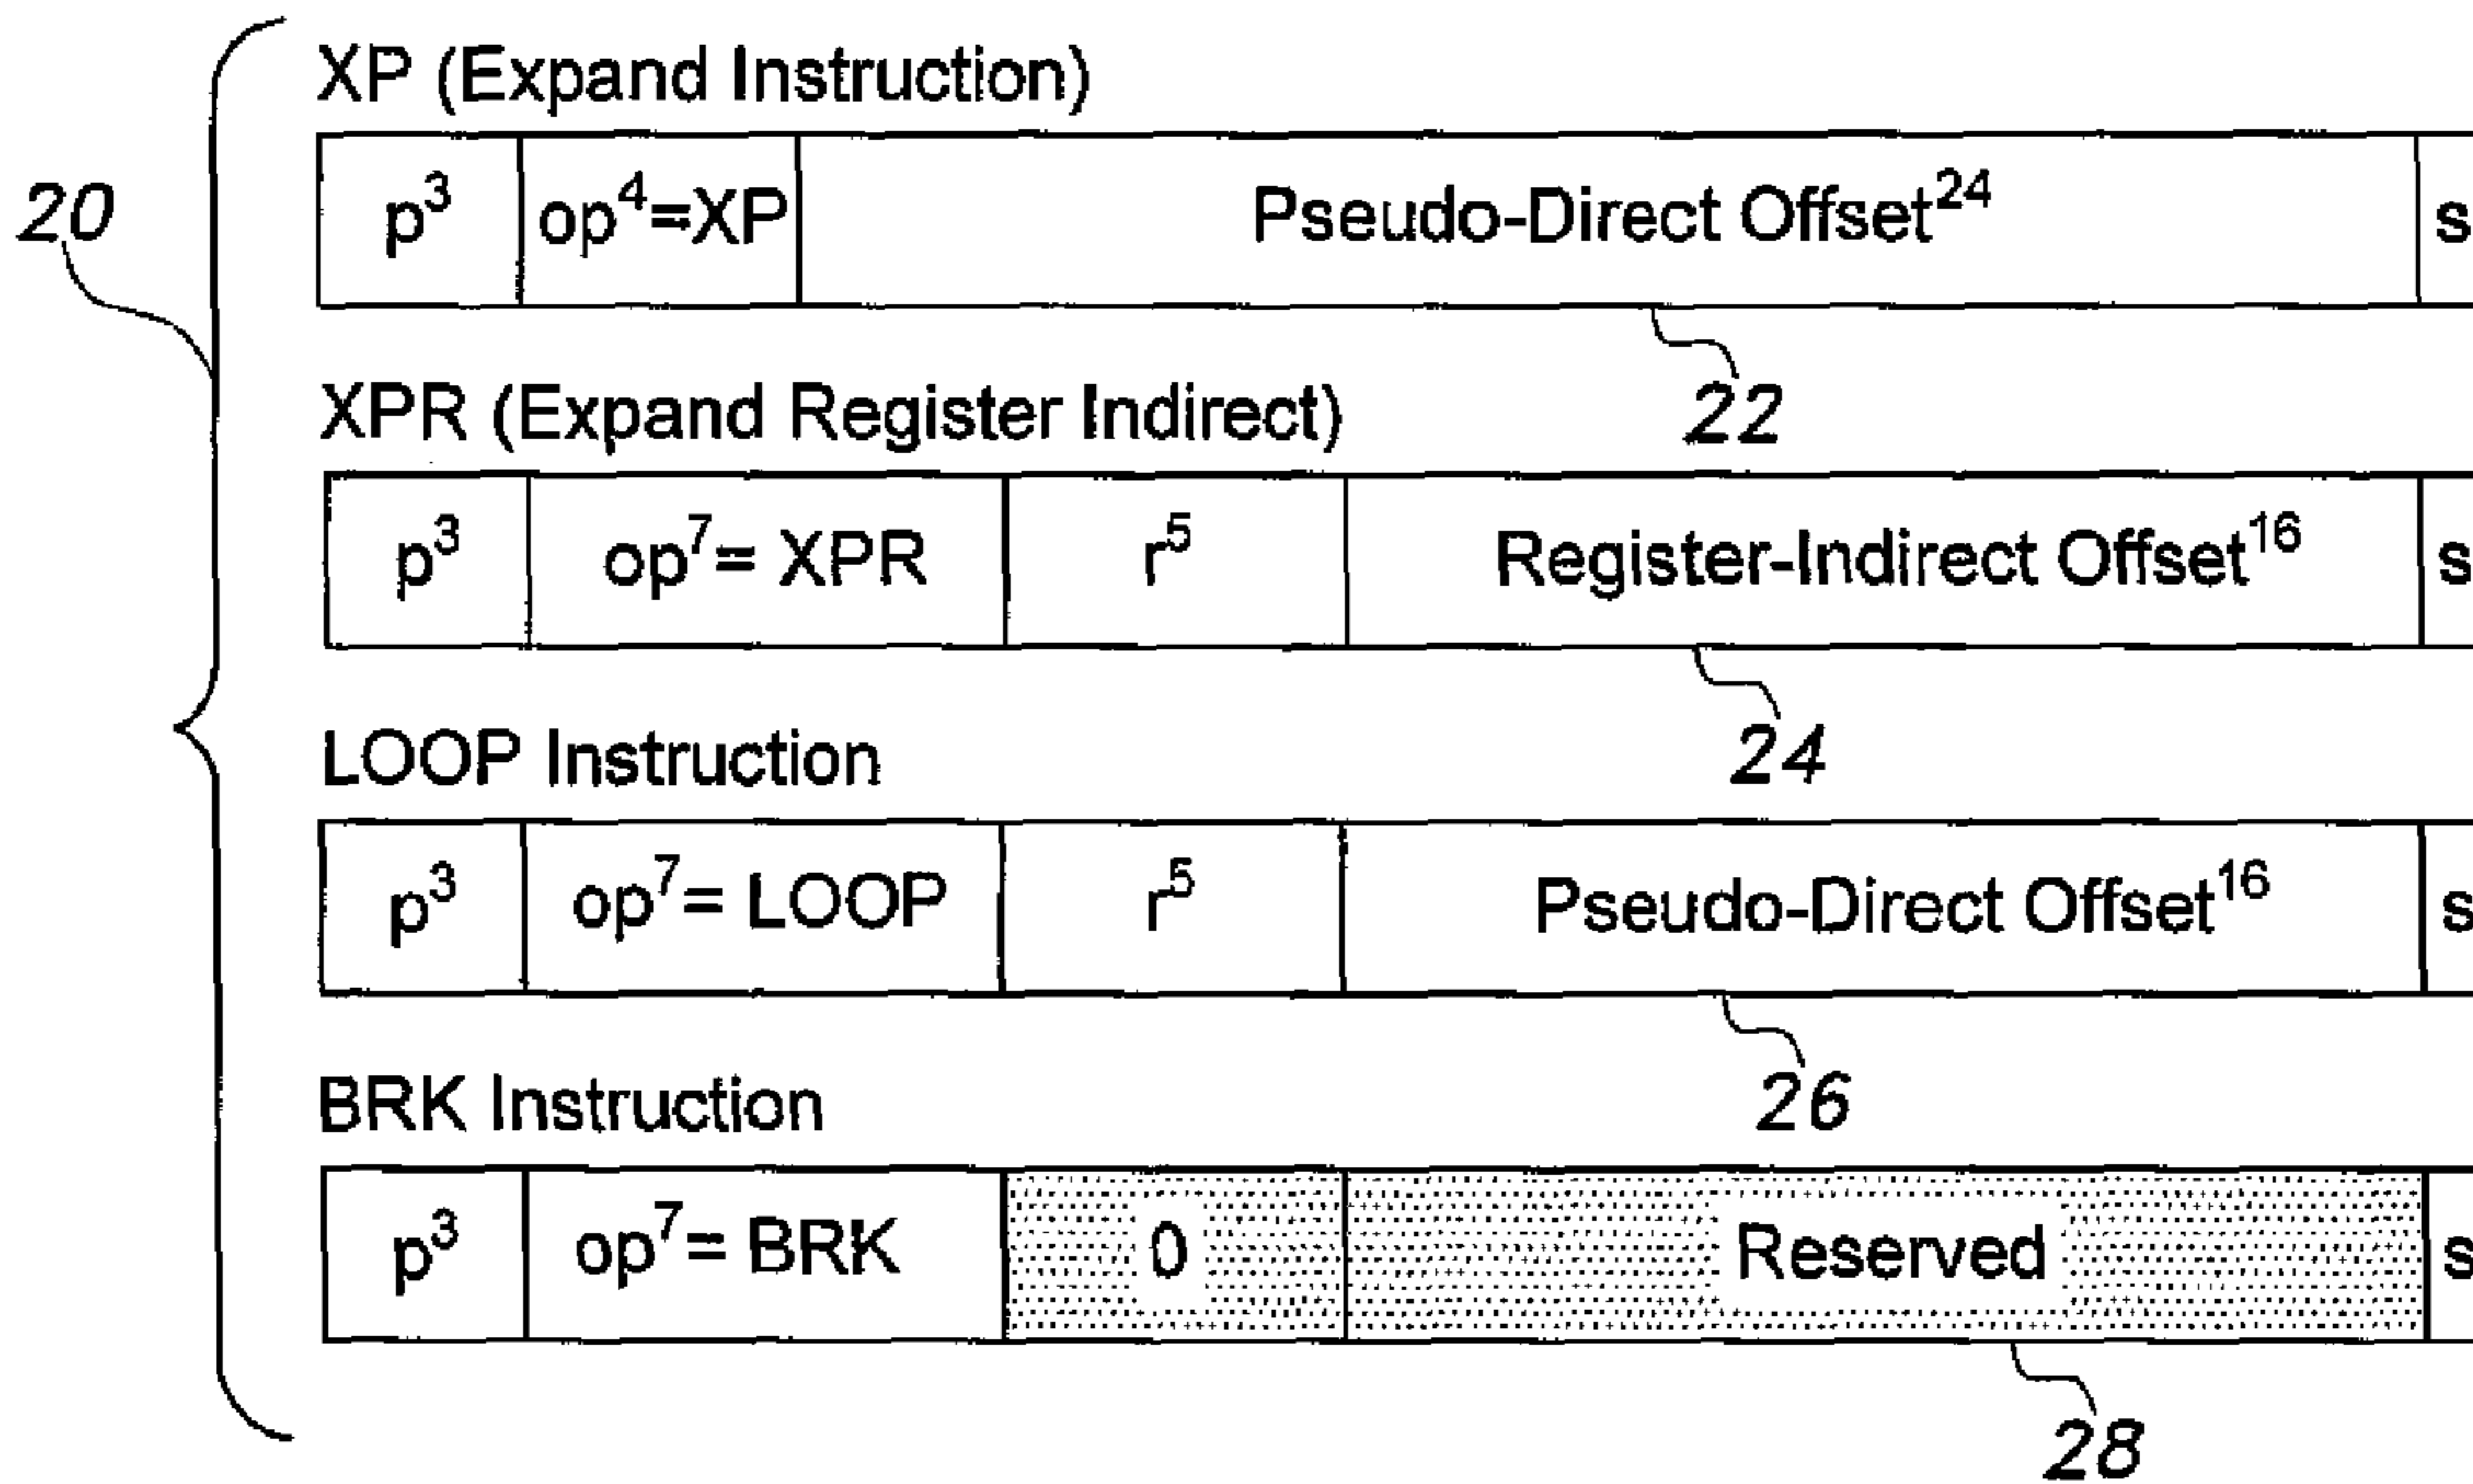 XP (Expand Instruction)
20
p³ op⁴=XP Pseudo-Direct Offset²⁴ s
22
XPR (Expand Register Indirect)
p³ op⁷= XPR r⁵ Register-Indirect Offset¹⁶ s
24
LOOP Instruction
p³ op⁷= LOOP r⁵ Pseudo-Direct Offset¹⁶ s
26
BRK Instruction
p³ op⁷= BRK 0 Reserved s
28